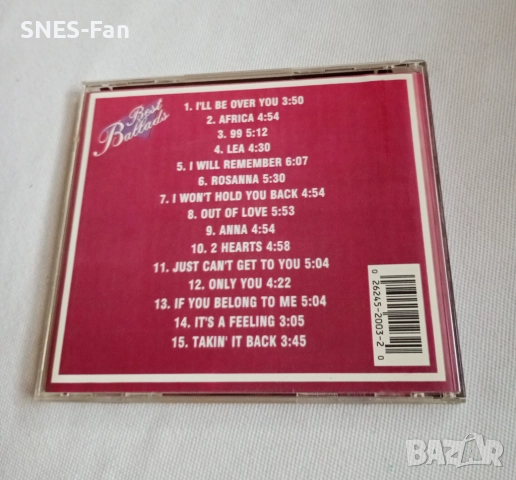 SNES-Fan
Best
Ballads
1. I'LL BE OVER YOU 3:50
2. AFRICA 4:54
3. 99 5:12
4. LEA 4:30
5. I WILL REMEMBER 6:07
6. ROSANNA 5:30
7. I WON'T HOLD YOU BACK 4:54
8. OUT OF LOVE 5:53
9. ANNA 4:54
10. 2 HEARTS 4:58
11. JUST CAN'T GET TO YOU 5:04
12. ONLY YOU 4:22
13. IF YOU BELONG TO ME 5:04
14. IT'S A FEELING 3:05
15. TAKIN' IT BACK 3:45
0 26245-2003-2 0
BAZAR